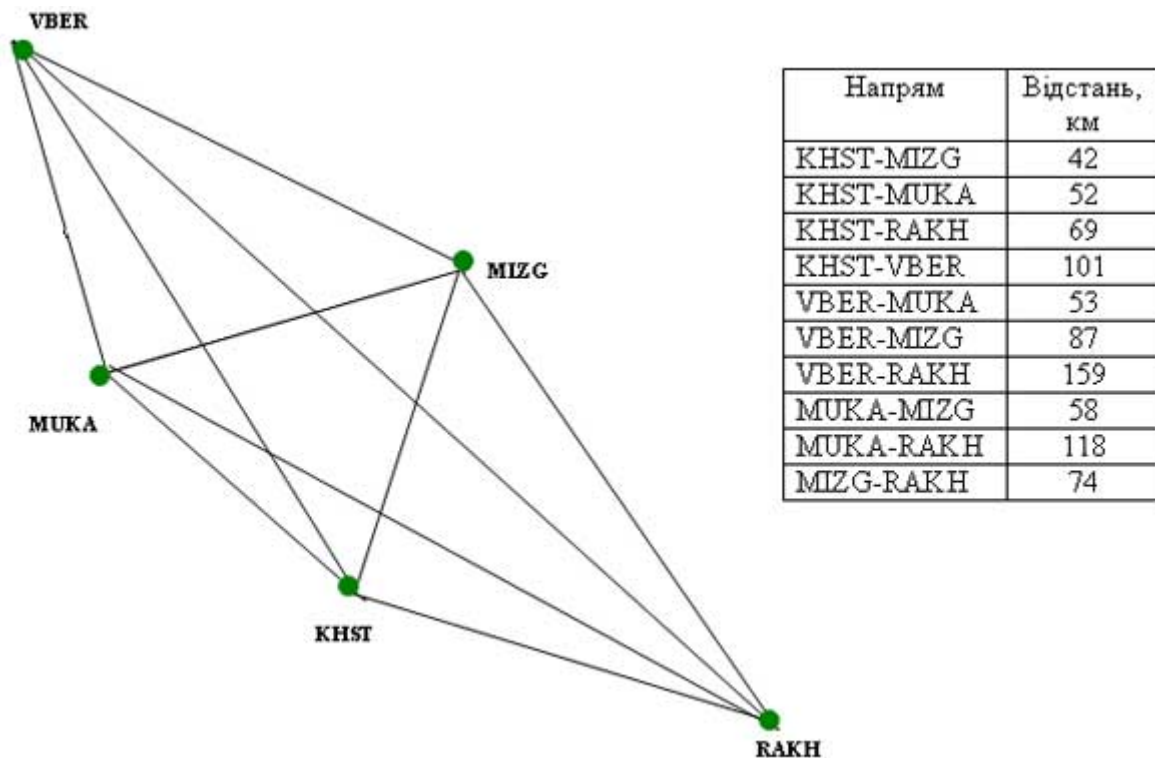 VBER
MIZG
MUKA
KHST
RAKH
Напрям Відстань,
км
KHST-MIZG 42
KHST-MUKA 52
KHST-RAKH 69
KHST-VBER 101
VBER-MUKA 53
VBER-MIZG 87
VBER-RAKH 159
MUKA-MIZG 58
MUKA-RAKH 118
MIZG-RAKH 74